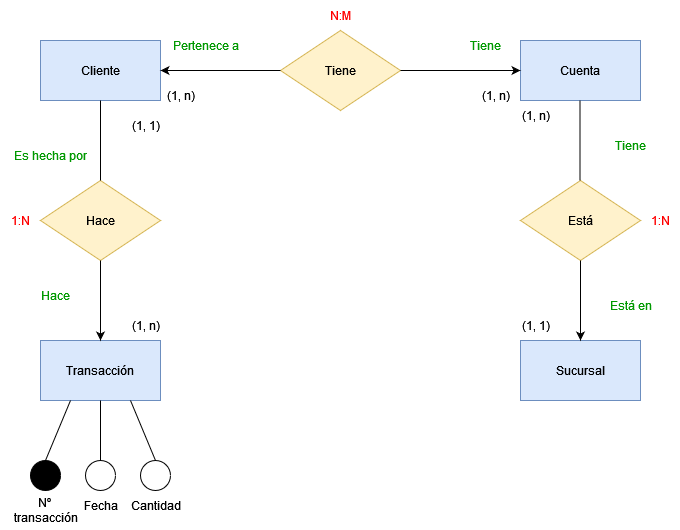 N:M
Pertenece a
Tiene
Cliente
Tiene
Cuenta
(1, n)
(1, n)
(1, n)
(1, 1)
Tiene
Es hecha por
1:N
Hace
Está
1:N
Hace
Está en
(1, n)
(1, 1)
Transacción
Sucursal
Nº
transacción
Fecha
Cantidad